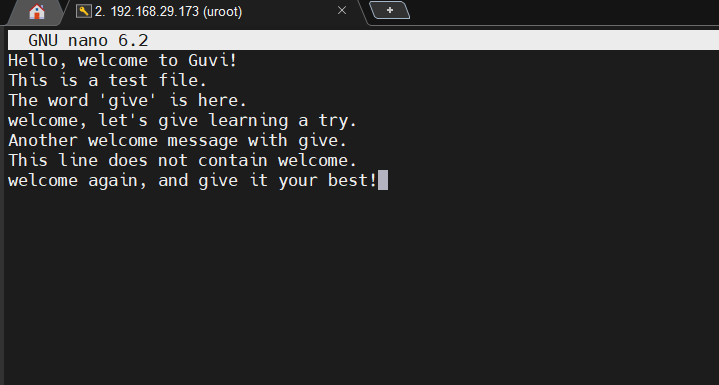 2. 192.168.29.173 (uroot)
GNU nano 6.2
Hello, welcome to Guvi!
This is a test file.
The word 'give' is here.
welcome, let's give learning a try.
Another welcome message with give.
This line does not contain welcome.
welcome again, and give it your best!